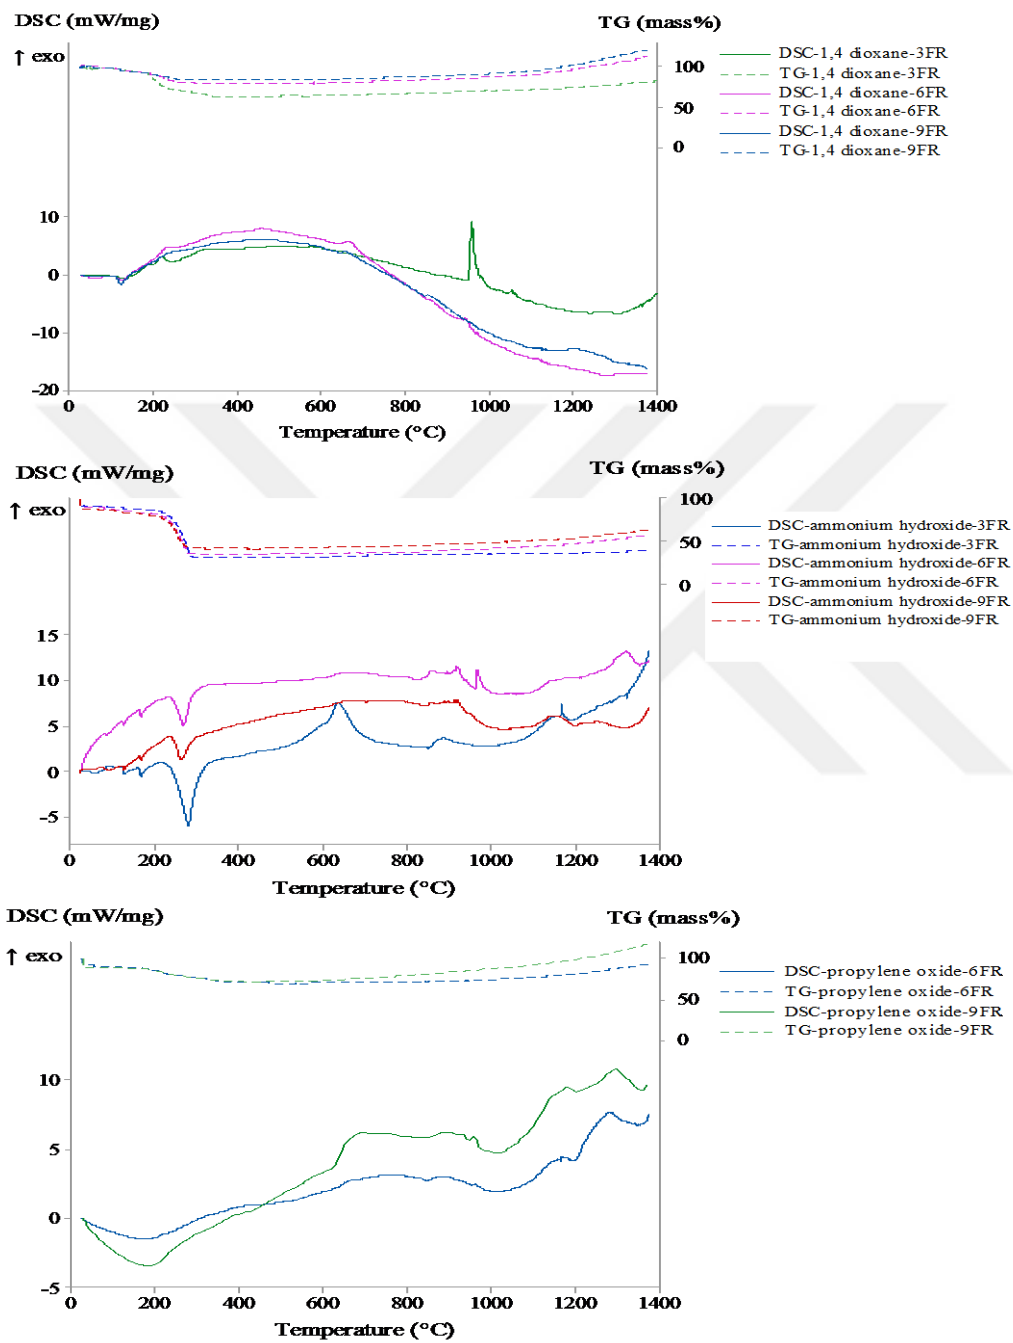 DSC (mW/mg)
TG (mass%)
↑ exo
100
50
0
DSC-1,4 dioxane-3FR
TG-1,4 dioxane-3FR
DSC-1,4 dioxane-6FR
TG-1,4 dioxane-6FR
DSC-1,4 dioxane-9FR
TG-1,4 dioxane-9FR
10
0
-10
-20
0 200 400 600 800 1000 1200 1400
Temperature (°C)
DSC (mW/mg)
TG (mass%)
↑ exo
100
50
0
DSC-ammonium hydroxide-3FR
TG-ammonium hydroxide-3FR
DSC-ammonium hydroxide-6FR
TG-ammonium hydroxide-6FR
DSC-ammonium hydroxide-9FR
TG-ammonium hydroxide-9FR
15
10
5
0
-5
0 200 400 600 800 1000 1200 1400
Temperature (°C)
DSC (mW/mg)
TG (mass%)
↑ exo
100
50
0
DSC-propylene oxide-6FR
TG-propylene oxide-6FR
DSC-propylene oxide-9FR
TG-propylene oxide-9FR
10
5
0
-5
0 200 400 600 800 1000 1200 1400
Temperature (°C)